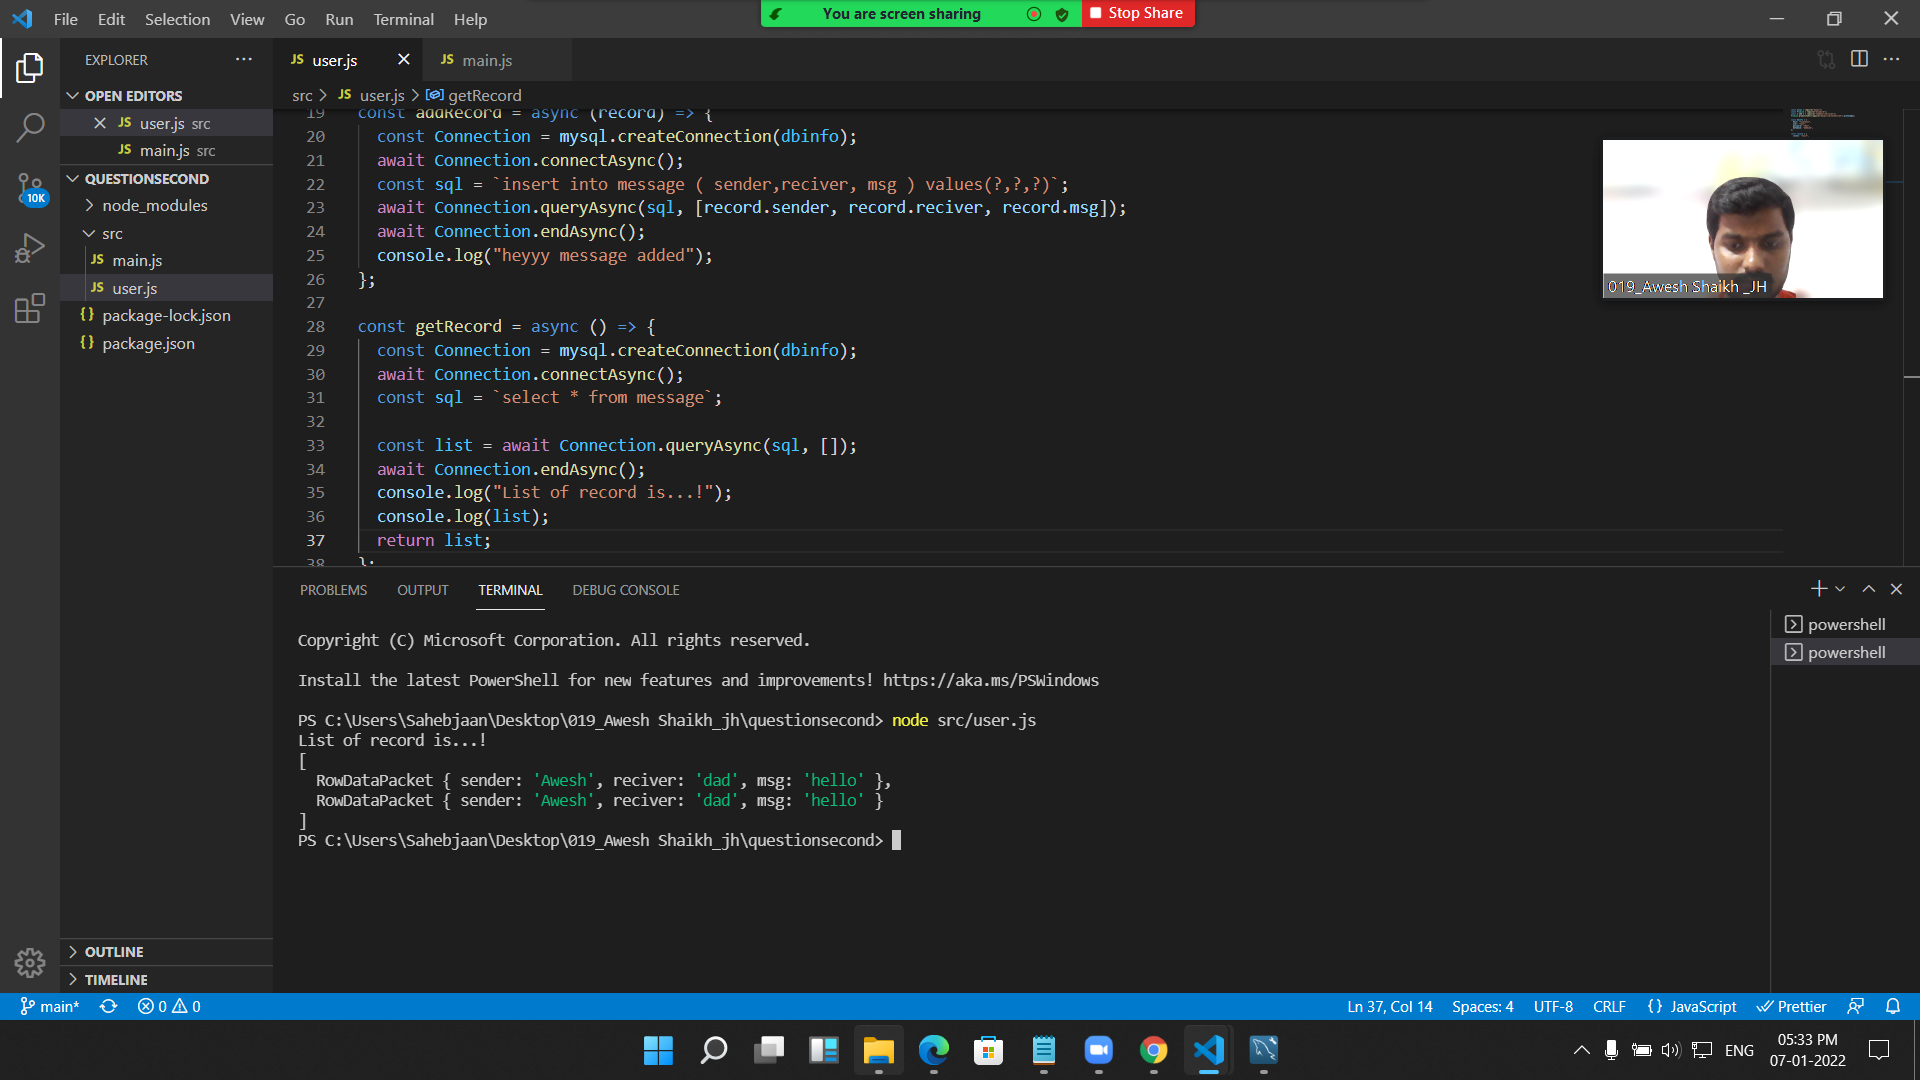 File Edit Selection View Go Run Terminal Help
You are screen sharing
Stop Share
EXPLORER
JS user.js
JS main.js
src > JS user.js > getRecord
OPEN EDITORS
JS user.js src
JS main.js src
QUESTIONSECOND
node_modules
src
JS main.js
JS user.js
{} package-lock.json
{} package.json
10K
OUTLINE
TIMELINE
19 const addRecord = async (record) => {
20 const Connection = mysql.createConnection(dbinfo);
21 await Connection.connectAsync();
22 const sql = `insert into message ( sender,reciver, msg ) values(?,?,?)`;
23 await Connection.queryAsync(sql, [record.sender, record.reciver, record.msg]);
24 await Connection.endAsync();
25 console.log("heyyy message added");
26 };
27
28 const getRecord = async () => {
29 const Connection = mysql.createConnection(dbinfo);
30 await Connection.connectAsync();
31 const sql = `select * from message`;
32
33 const list = await Connection.queryAsync(sql, []);
34 await Connection.endAsync();
35 console.log("List of record is...!");
36 console.log(list);
37 return list;
38 };
019_Awesh Shaikh _JH
PROBLEMS OUTPUT TERMINAL DEBUG CONSOLE
powershell
powershell
Copyright (C) Microsoft Corporation. All rights reserved.
Install the latest PowerShell for new features and improvements! https://aka.ms/PSWindows
PS C:\Users\Sahebjaan\Desktop\019_Awesh Shaikh_jh\questionsecond> node src/user.js
List of record is...!
[
RowDataPacket { sender: 'Awesh', reciver: 'dad', msg: 'hello' },
RowDataPacket { sender: 'Awesh', reciver: 'dad', msg: 'hello' }
]
PS C:\Users\Sahebjaan\Desktop\019_Awesh Shaikh_jh\questionsecond>
main* 0 0 Ln 37, Col 14 Spaces: 4 UTF-8 CRLF {} JavaScript Prettier
ENG
05:33 PM
07-01-2022